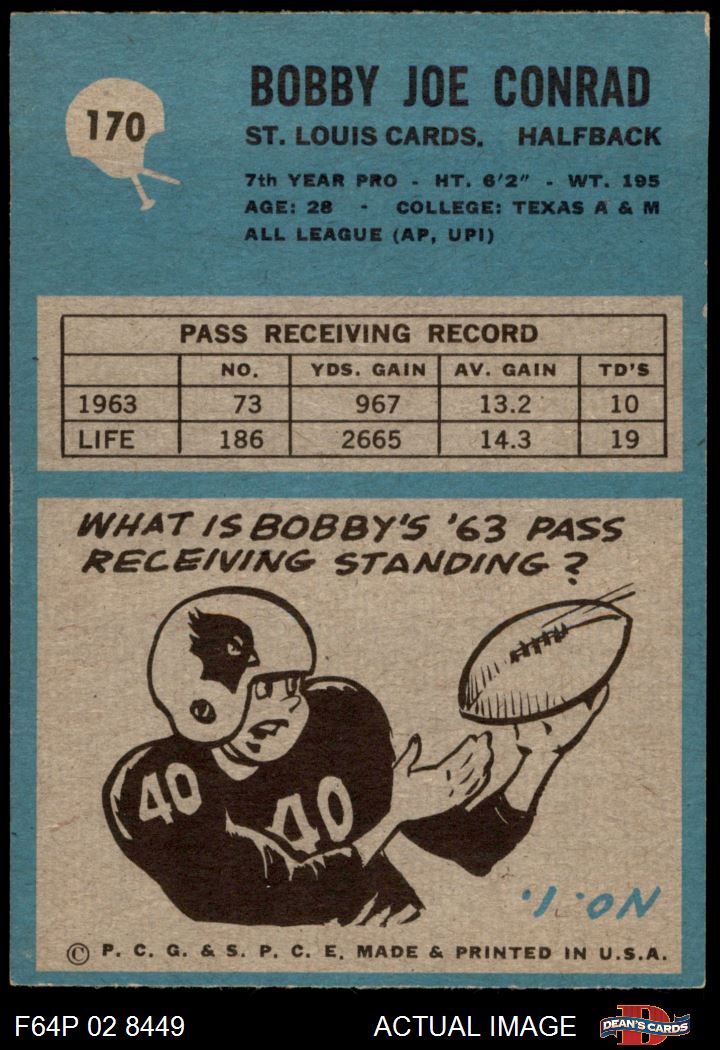 170
BOBBY JOE CONRAD
ST. LOUIS CARDS. HALFBACK
7th YEAR PRO - HT. 6'2" - WT. 195
AGE: 28 - COLLEGE: TEXAS A & M
ALL LEAGUE (AP, UPI)
PASS RECEIVING RECORD
NO. YDS. GAIN AV. GAIN TD'S
1963 73 967 13.2 10
LIFE 186 2665 14.3 19
WHAT IS BOBBY'S '63 PASS
RECEIVING STANDING?
40
40
NO. 1.
© P. C. G. & S. P. C. E. MADE & PRINTED IN U.S.A.
F64P 02 8449 ACTUAL IMAGE D DEAN'S CARDS